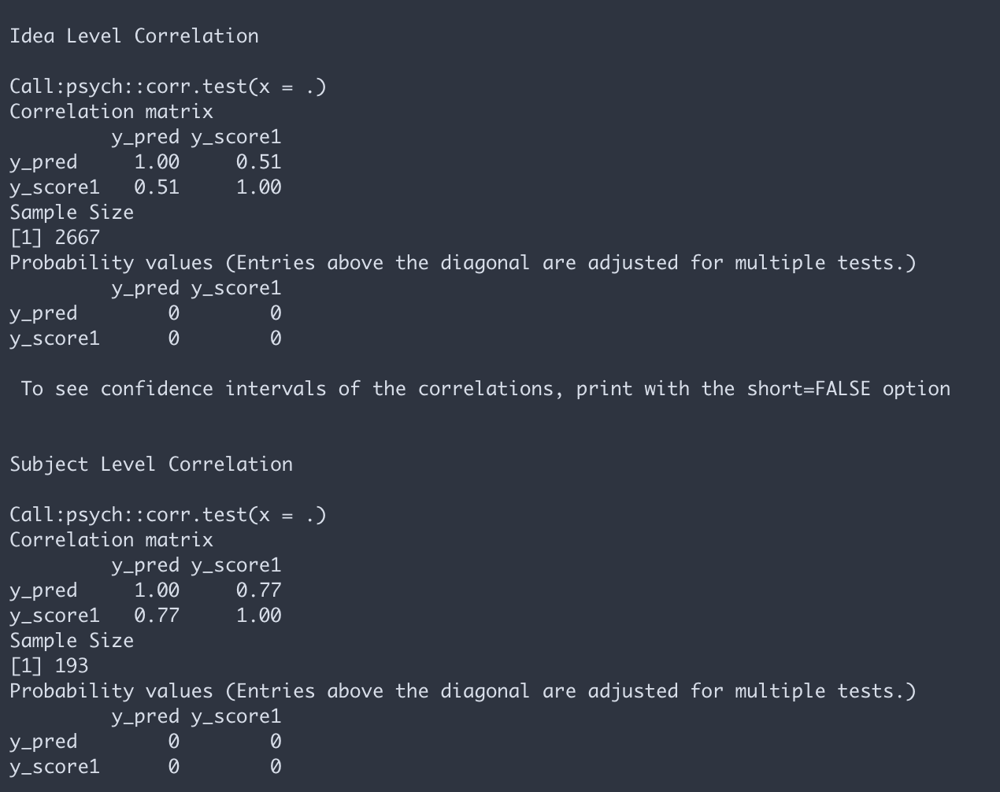 Idea Level Correlation
Call:psych::corr.test(x = .)
Correlation matrix
        y_pred y_score1
y_pred     1.00     0.51
y_score1   0.51     1.00
Sample Size
[1] 2667
Probability values (Entries above the diagonal are adjusted for multiple tests.)
        y_pred y_score1
y_pred        0        0
y_score1      0        0
To see confidence intervals of the correlations, print with the short=FALSE option
Subject Level Correlation
Call:psych::corr.test(x = .)
Correlation matrix
        y_pred y_score1
y_pred     1.00     0.77
y_score1   0.77     1.00
Sample Size
[1] 193
Probability values (Entries above the diagonal are adjusted for multiple tests.)
        y_pred y_score1
y_pred        0        0
y_score1      0        0